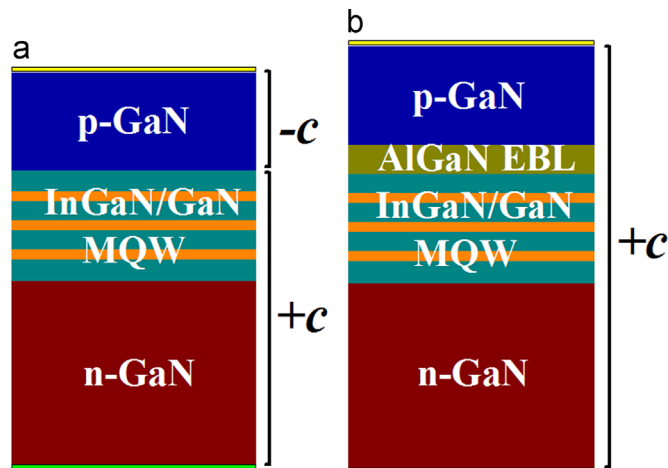 a
p-GaN
-c
InGaN/GaN
MQW
+c
n-GaN
b
p-GaN
AlGaN EBL
InGaN/GaN
MQW
+c
n-GaN